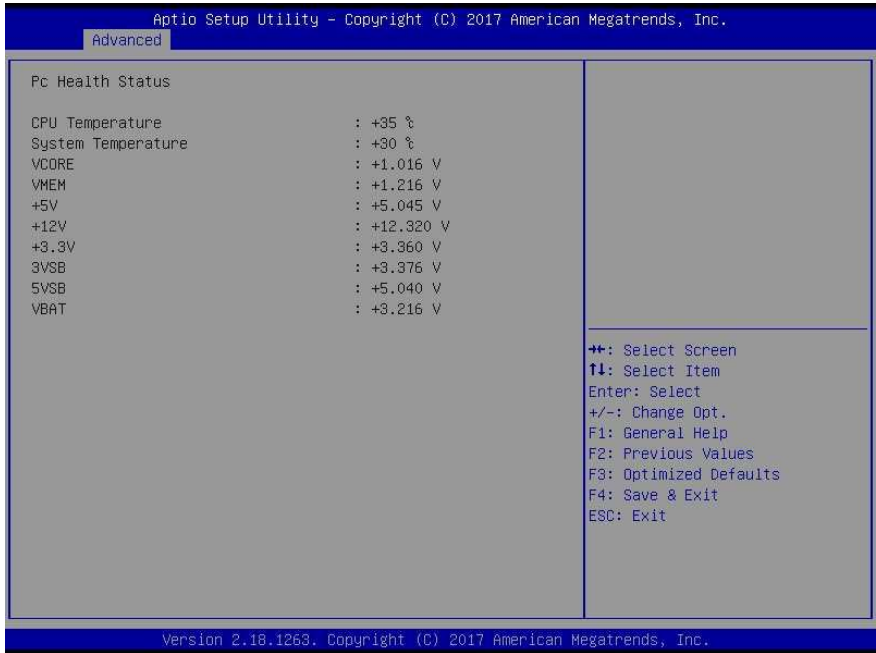 Aptio Setup Utility – Copyright (C) 2017 American Megatrends, Inc.
Advanced
Pc Health Status
CPU Temperature : +35 ℃
System Temperature : +30 ℃
VCORE : +1.016 V
VMEM : +1.216 V
+5V : +5.045 V
+12V : +12.320 V
+3.3V : +3.360 V
3VSB : +3.376 V
5VSB : +5.040 V
VBAT : +3.216 V
→←: Select Screen
↑↓: Select Item
Enter: Select
+/-: Change Opt.
F1: General Help
F2: Previous Values
F3: Optimized Defaults
F4: Save & Exit
ESC: Exit
Version 2.18.1263. Copyright (C) 2017 American Megatrends, Inc.